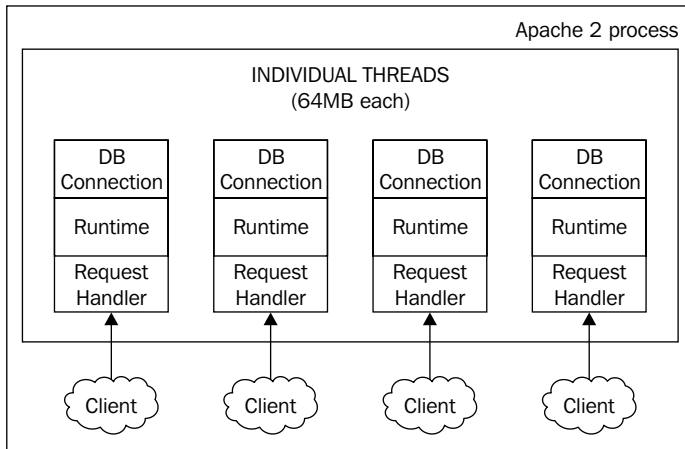 Apache 2 process
INDIVIDUAL THREADS
(64MB each)
DB
Connection
Runtime
Request
Handler
DB
Connection
Runtime
Request
Handler
DB
Connection
Runtime
Request
Handler
DB
Connection
Runtime
Request
Handler
Client
Client
Client
Client